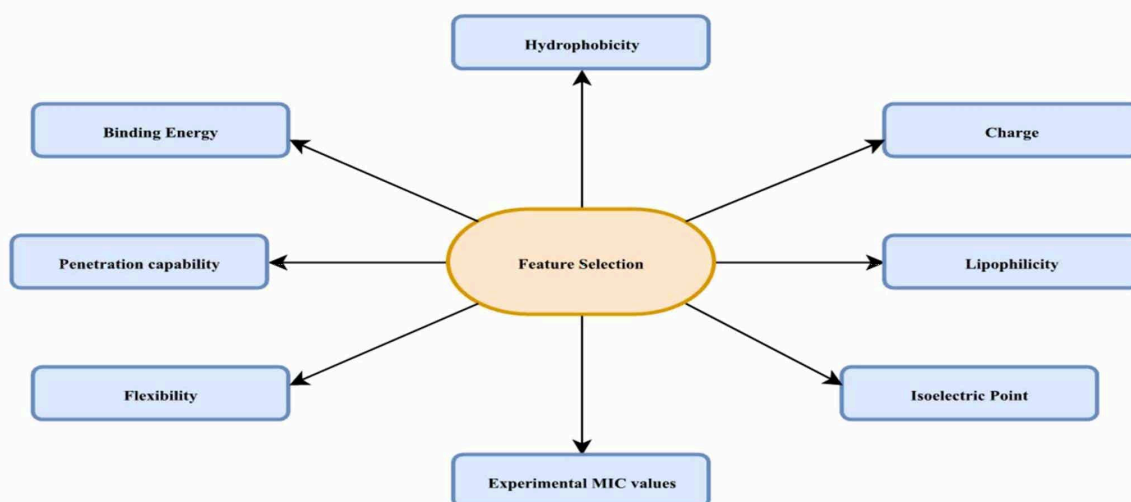 Hydrophobicity
Binding Energy
Charge
Penetration capability
Feature Selection
Lipophilicity
Flexibility
Isoelectric Point
Experimental MIC values